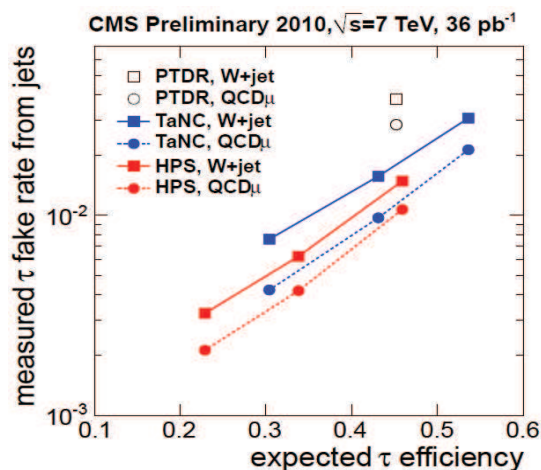 CMS Preliminary 2010,√s=7 TeV, 36 pb⁻¹
PTDR, W+jet
PTDR, QCDμ
TaNC, W+jet
TaNC, QCDμ
HPS, W+jet
HPS, QCDμ
measured τ fake rate from jets
10⁻²
10⁻³
0.1 0.2 0.3 0.4 0.5 0.6
expected τ efficiency